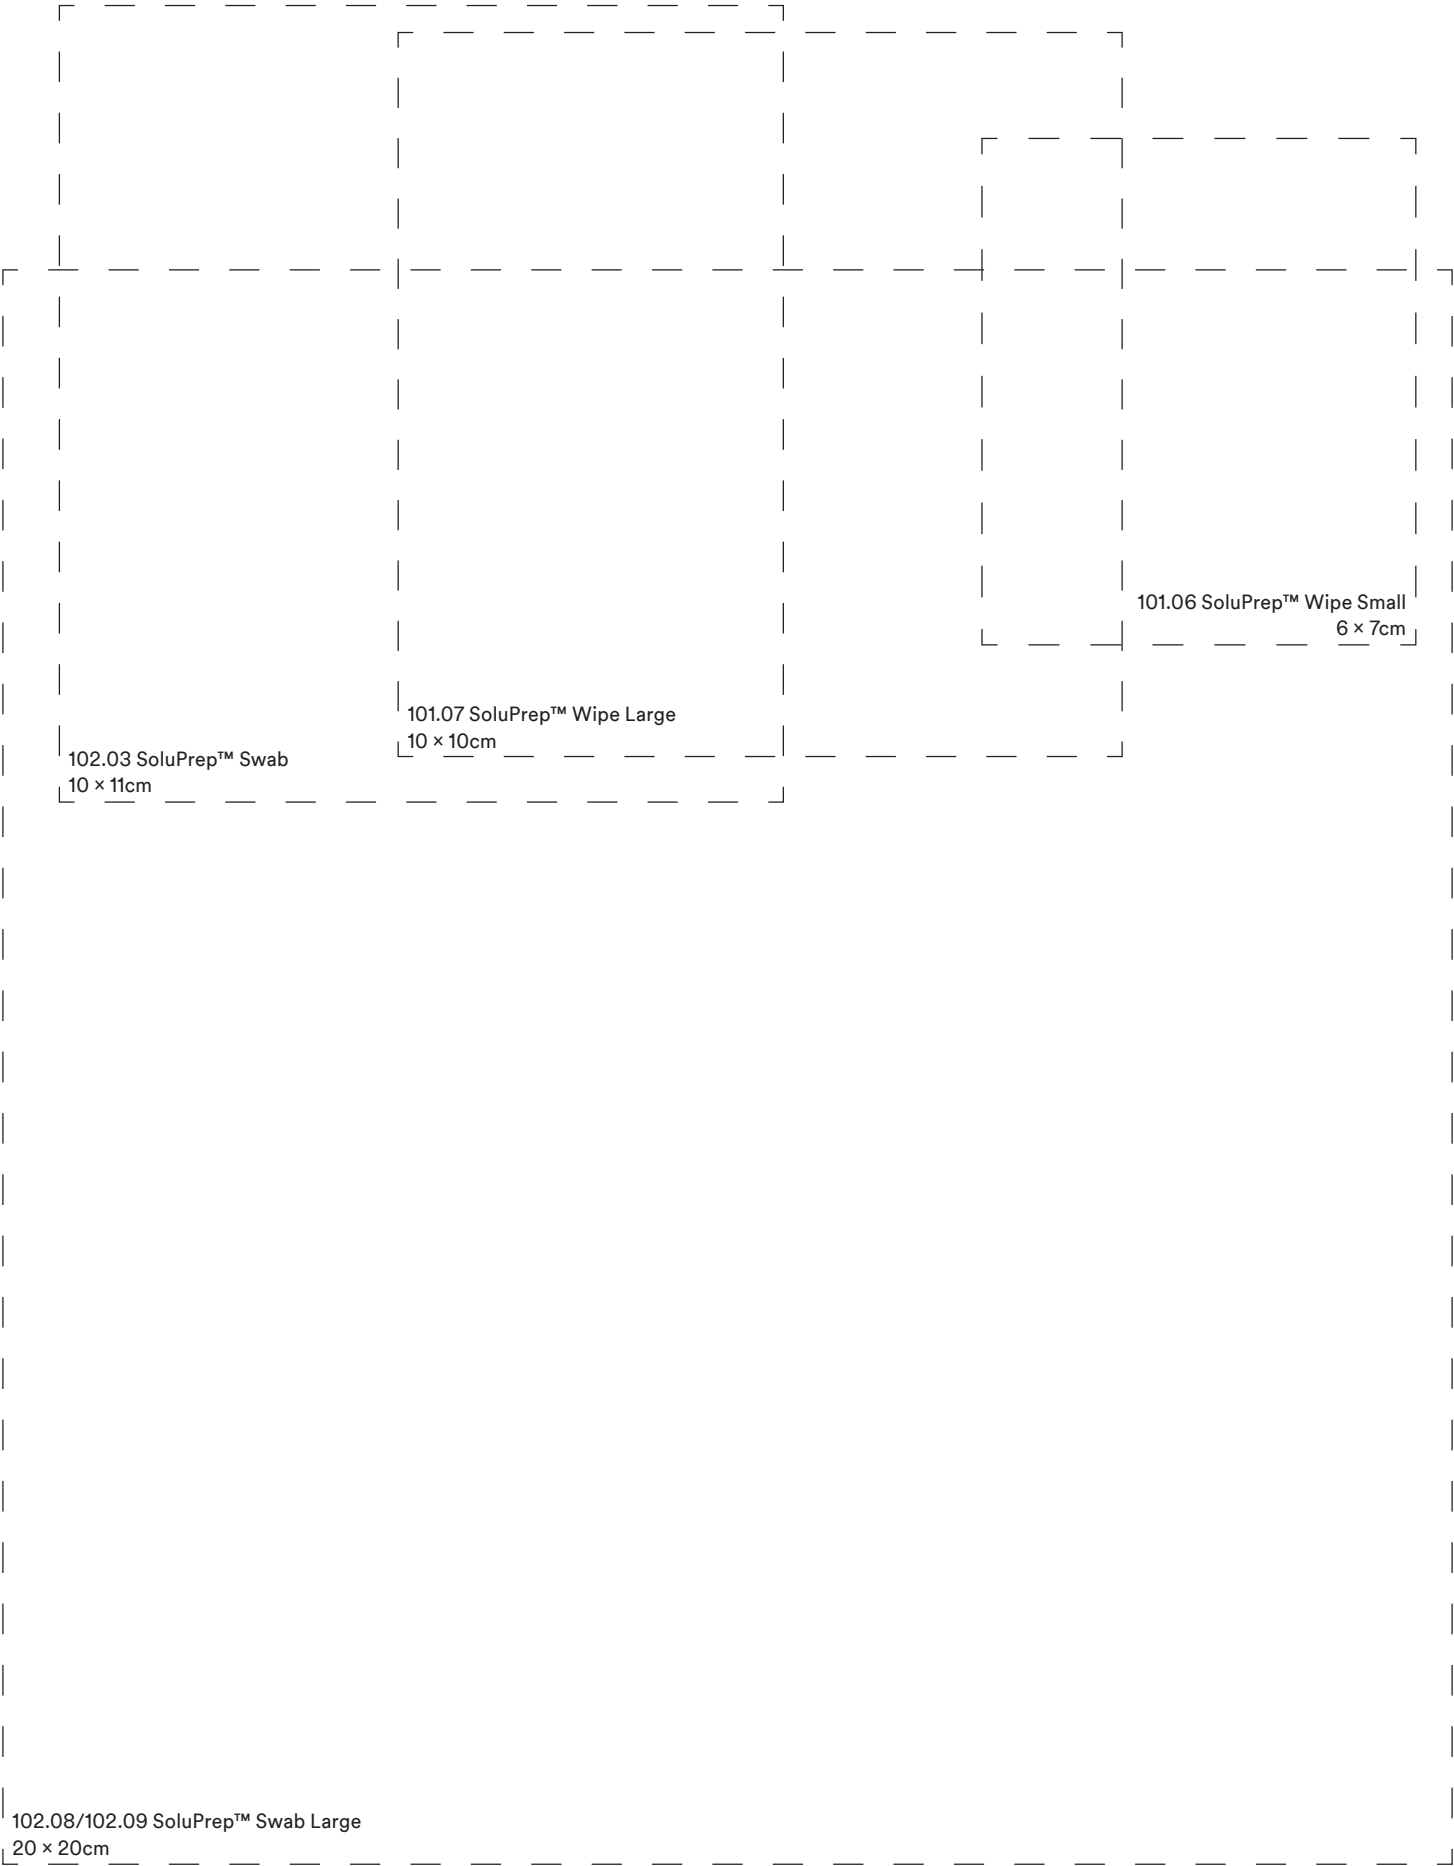 101.06 SoluPrep™ Wipe Small
6 × 7cm
101.07 SoluPrep™ Wipe Large
10 × 10cm
102.03 SoluPrep™ Swab
10 × 11cm
102.08/102.09 SoluPrep™ Swab Large
20 × 20cm